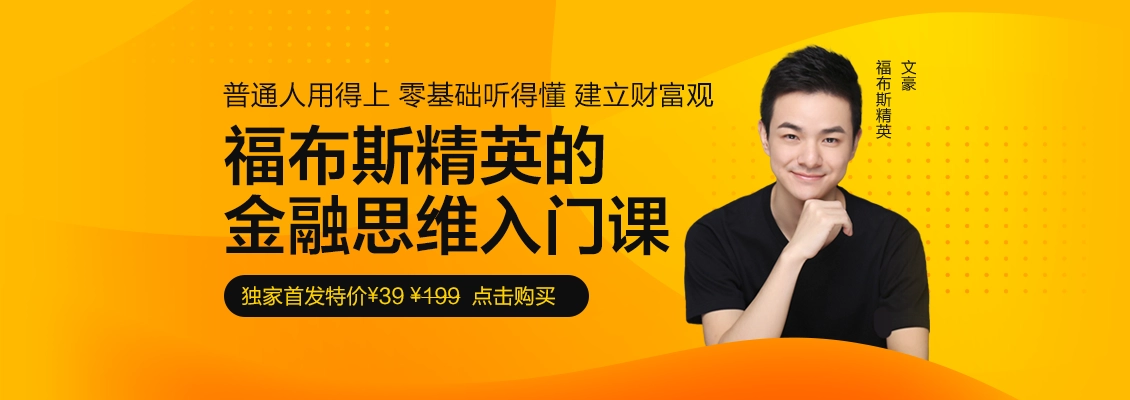 普通人用得上 零基础听得懂 建立财富观
福布斯精英的
金融思维入门课
独家首发特价¥39 ¥199 点击购买
文豪
福布斯精英